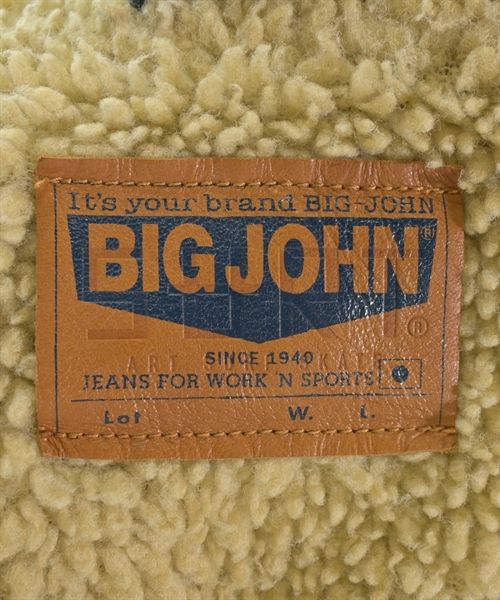 It's your brand BIG-JOHN
BIG JOHN®
®
SINCE 1940
JEANS FOR WORK 'N SPORTS
Lot W. L.